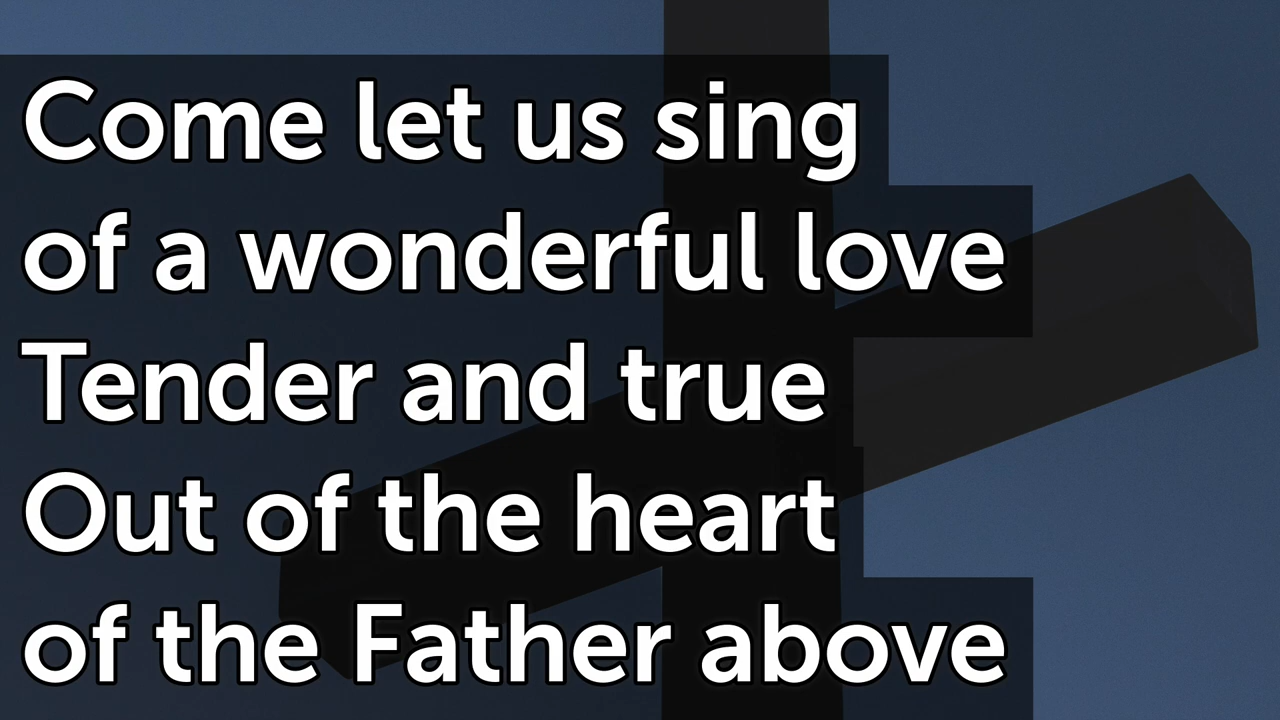 Come let us sing
of a wonderful love
Tender and true
Out of the heart
of the Father above